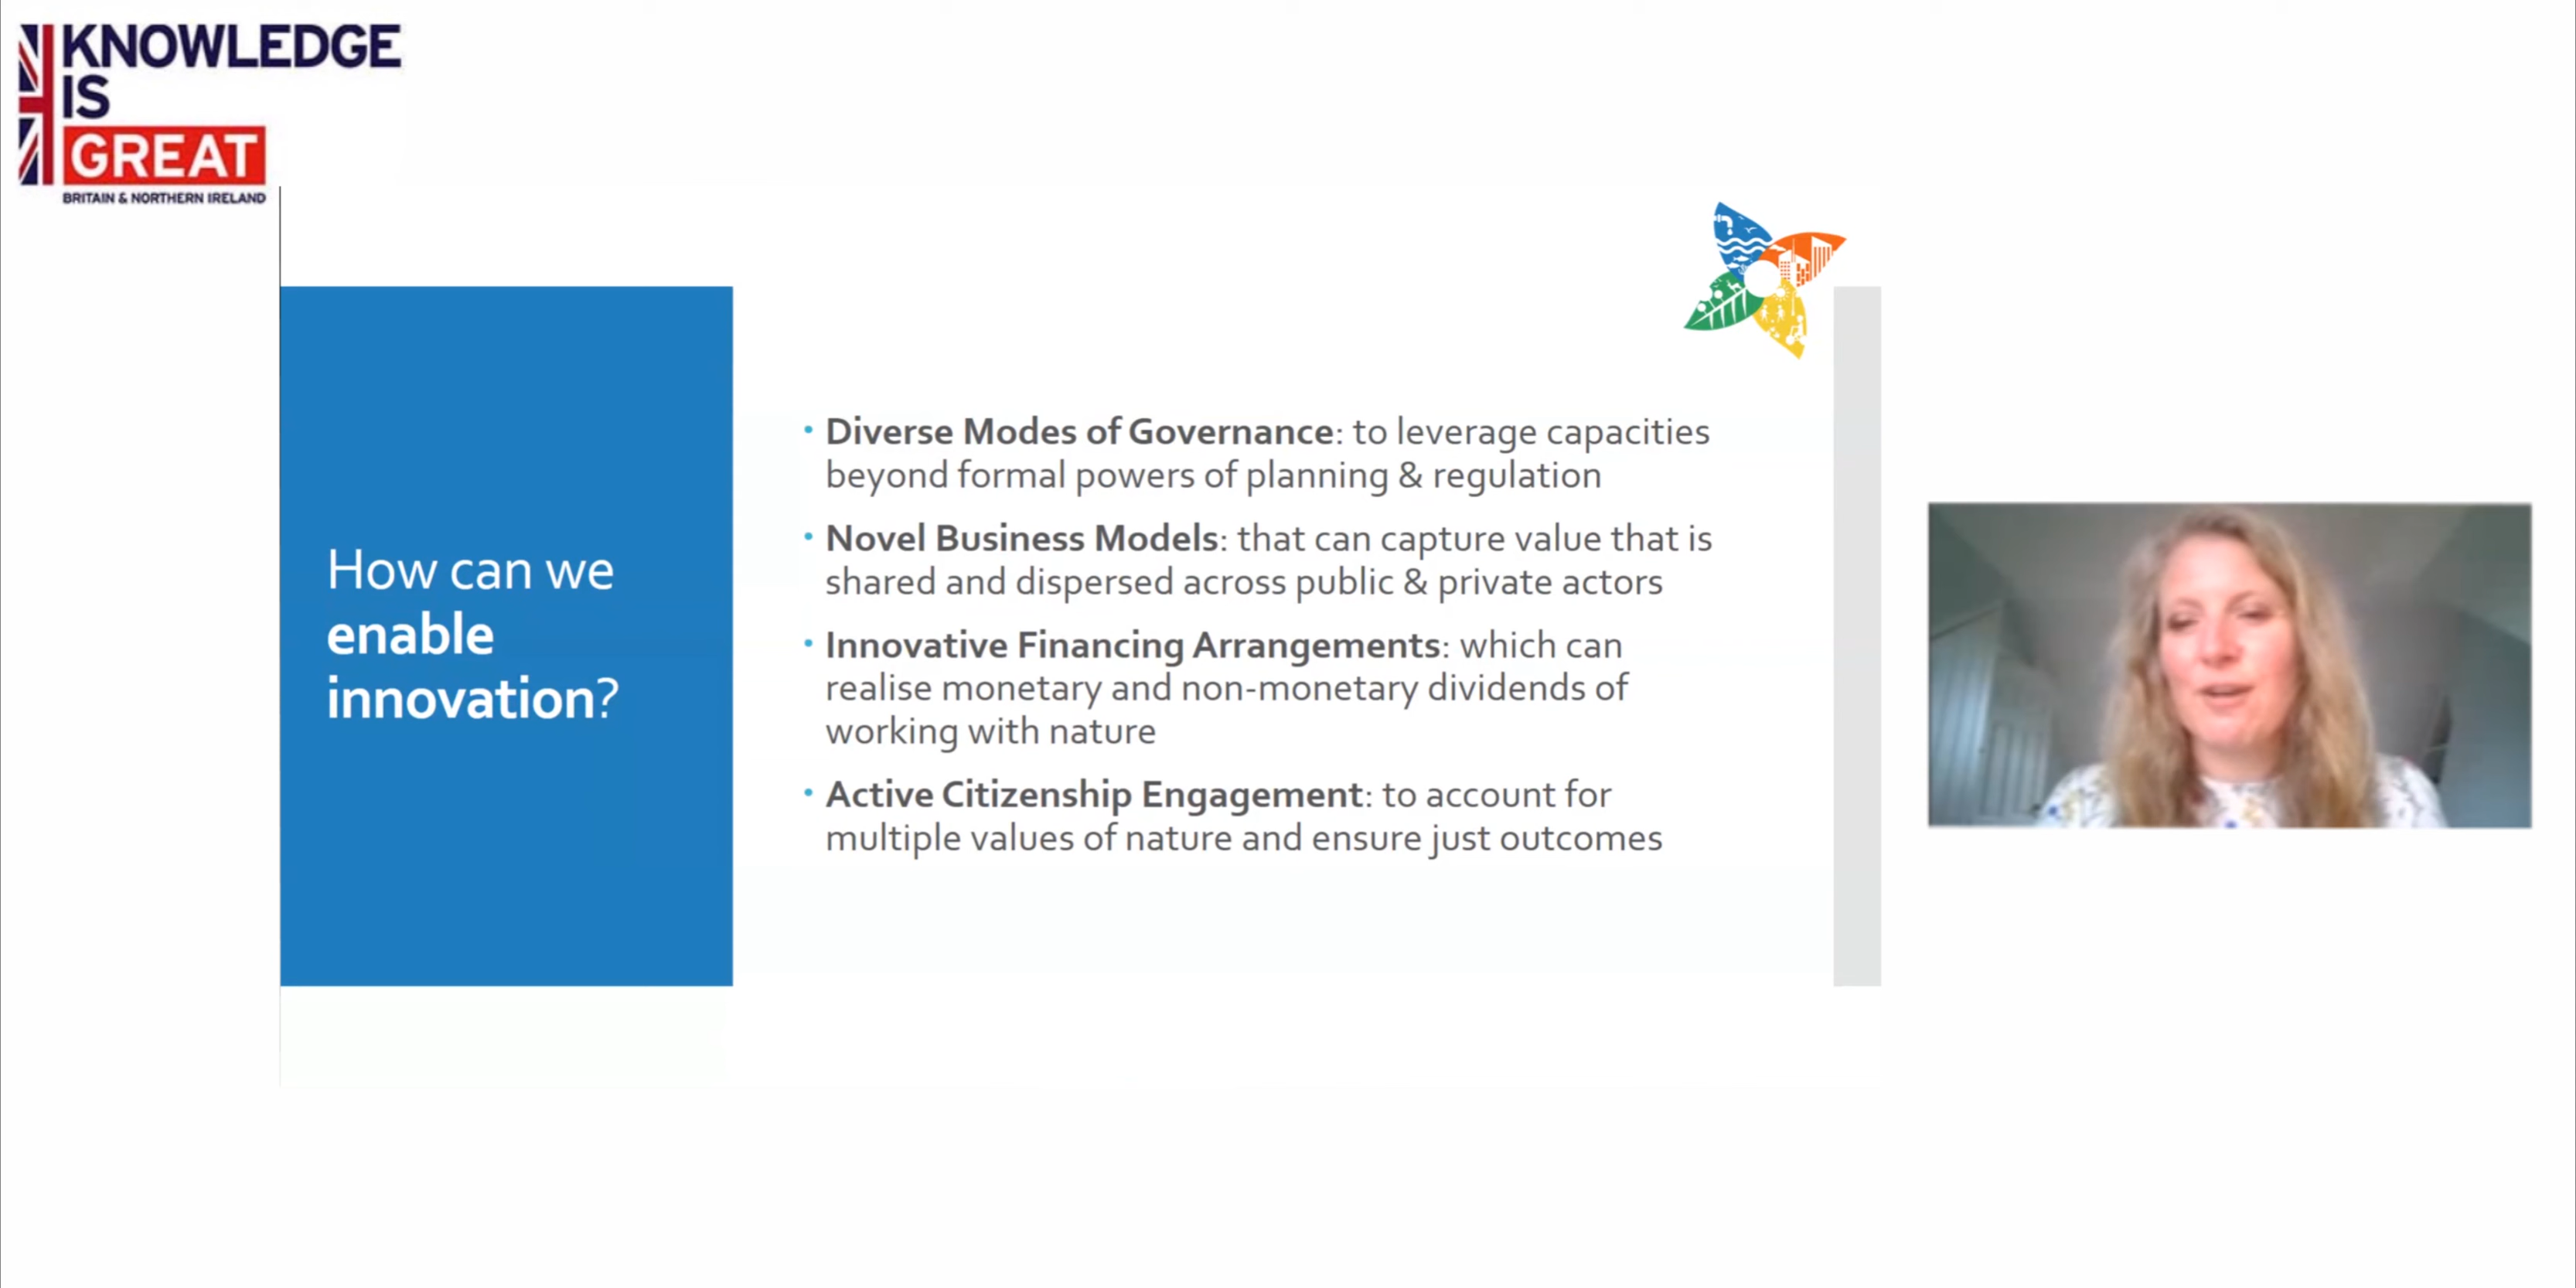 KNOWLEDGE
IS
GREAT
BRITAIN & NORTHERN IRELAND
How can we
enable
innovation?
• Diverse Modes of Governance: to leverage capacities
beyond formal powers of planning & regulation
• Novel Business Models: that can capture value that is
shared and dispersed across public & private actors
• Innovative Financing Arrangements: which can
realise monetary and non-monetary dividends of
working with nature
• Active Citizenship Engagement: to account for
multiple values of nature and ensure just outcomes